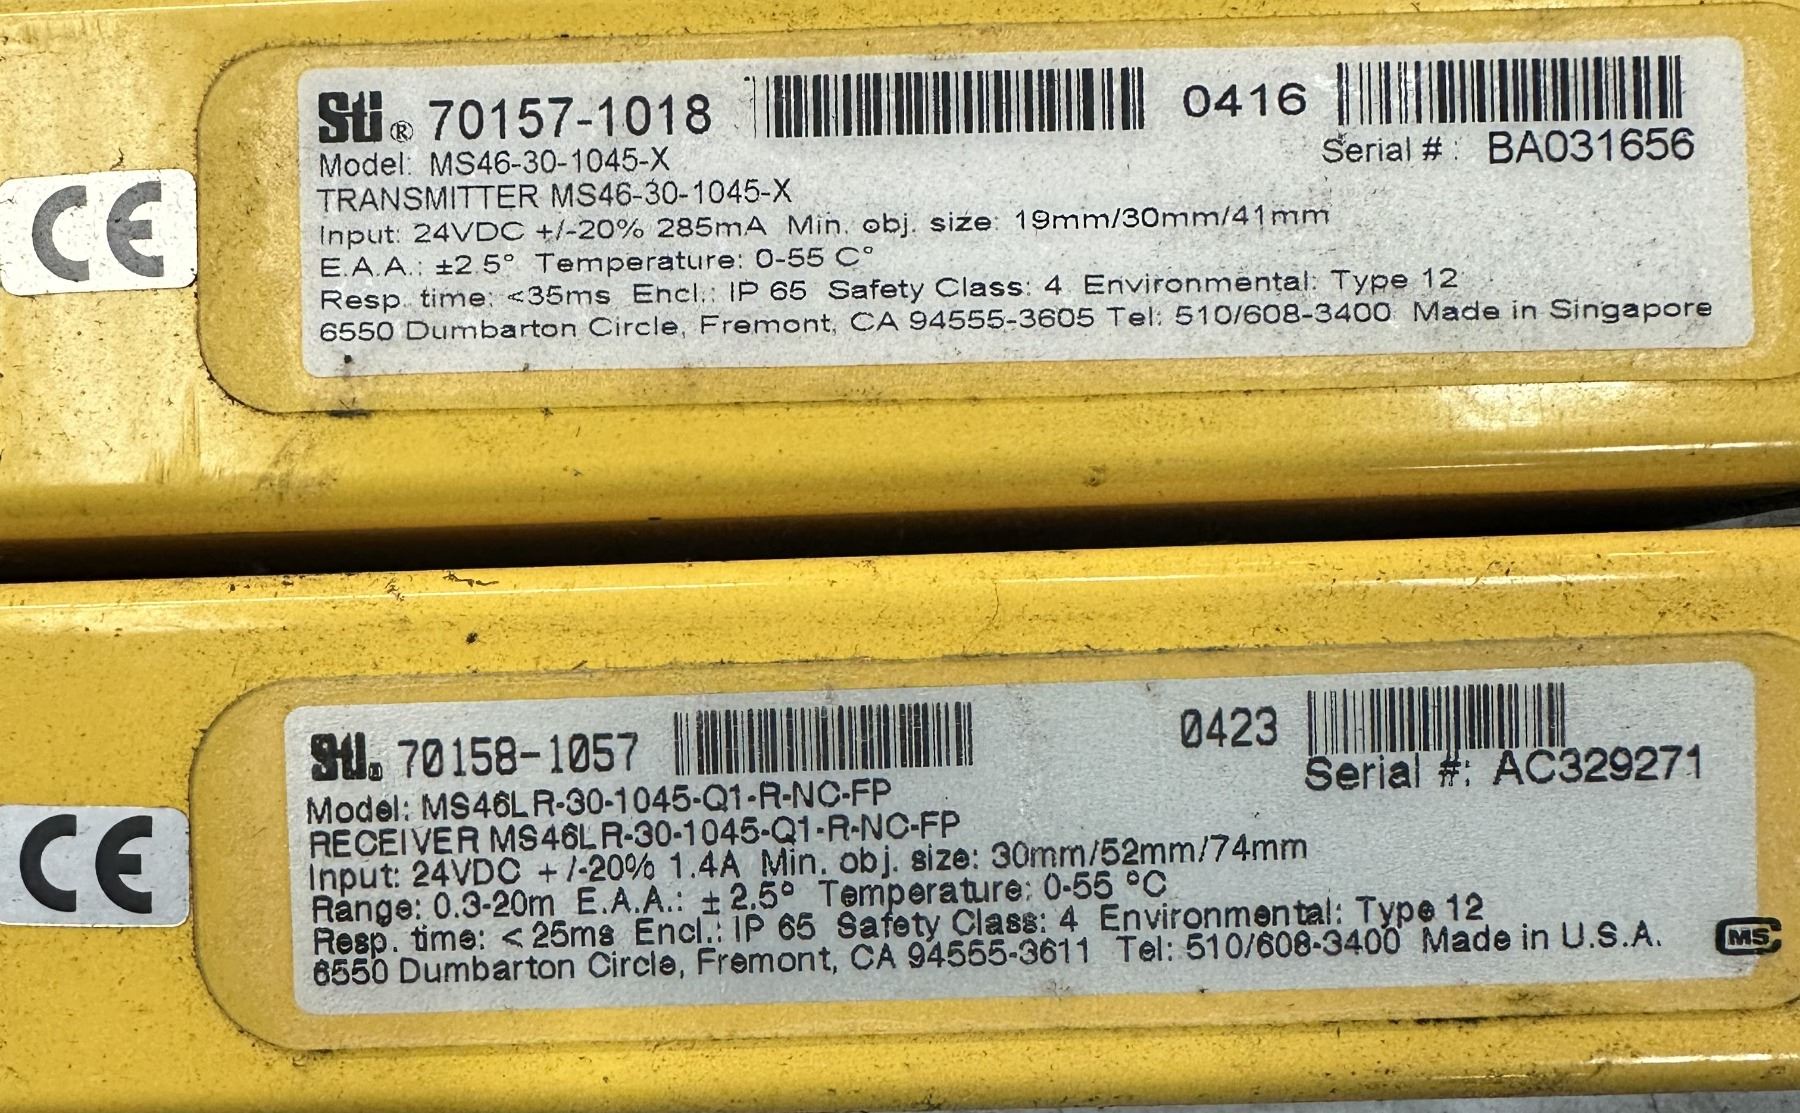 Sti® 70157-1018 0416
Serial #: BA031656
Model: MS46-30-1045-X
TRANSMITTER MS46-30-1045-X
Input: 24VDC +/-20% 285mA Min. obj. size: 19mm/30mm/41mm
E.A.A.: ±2.5° Temperature: 0-55 C°
Resp. time: <35ms Encl.: IP 65 Safety Class: 4 Environmental: Type 12
6550 Dumbarton Circle, Fremont, CA 94555-3605 Tel: 510/608-3400 Made in Singapore
CE
Sti® 70158-1057 0423
Serial #: AC329271
Model: MS46LR-30-1045-Q1-R-NC-FP
RECEIVER MS46LR-30-1045-Q1-R-NC-FP
Input: 24VDC +/-20% 1.4A Min. obj. size: 30mm/52mm/74mm
Range: 0.3-20m E.A.A.: ± 2.5° Temperature: 0-55 °C
Resp. time: < 25ms Encl.: IP 65 Safety Class: 4 Environmental: Type 12
6550 Dumbarton Circle, Fremont, CA 94555-3611 Tel: 510/608-3400 Made in U.S.A.
CE
MS